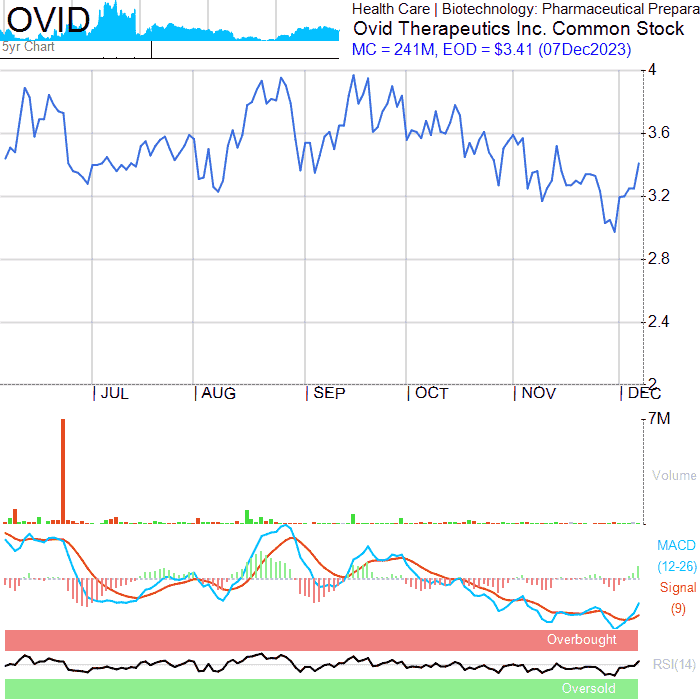 OVID
5yr Chart
Health Care | Biotechnology: Pharmaceutical Prepara
Ovid Therapeutics Inc. Common Stock
MC = 241M, EOD = $3.41 (07Dec2023)
4
3.6
3.2
2.8
2.4
2
JUL AUG SEP OCT NOV DEC
7M
Volume
MACD
(12-26)
Signal
(9)
Overbought
RSI(14)
Oversold